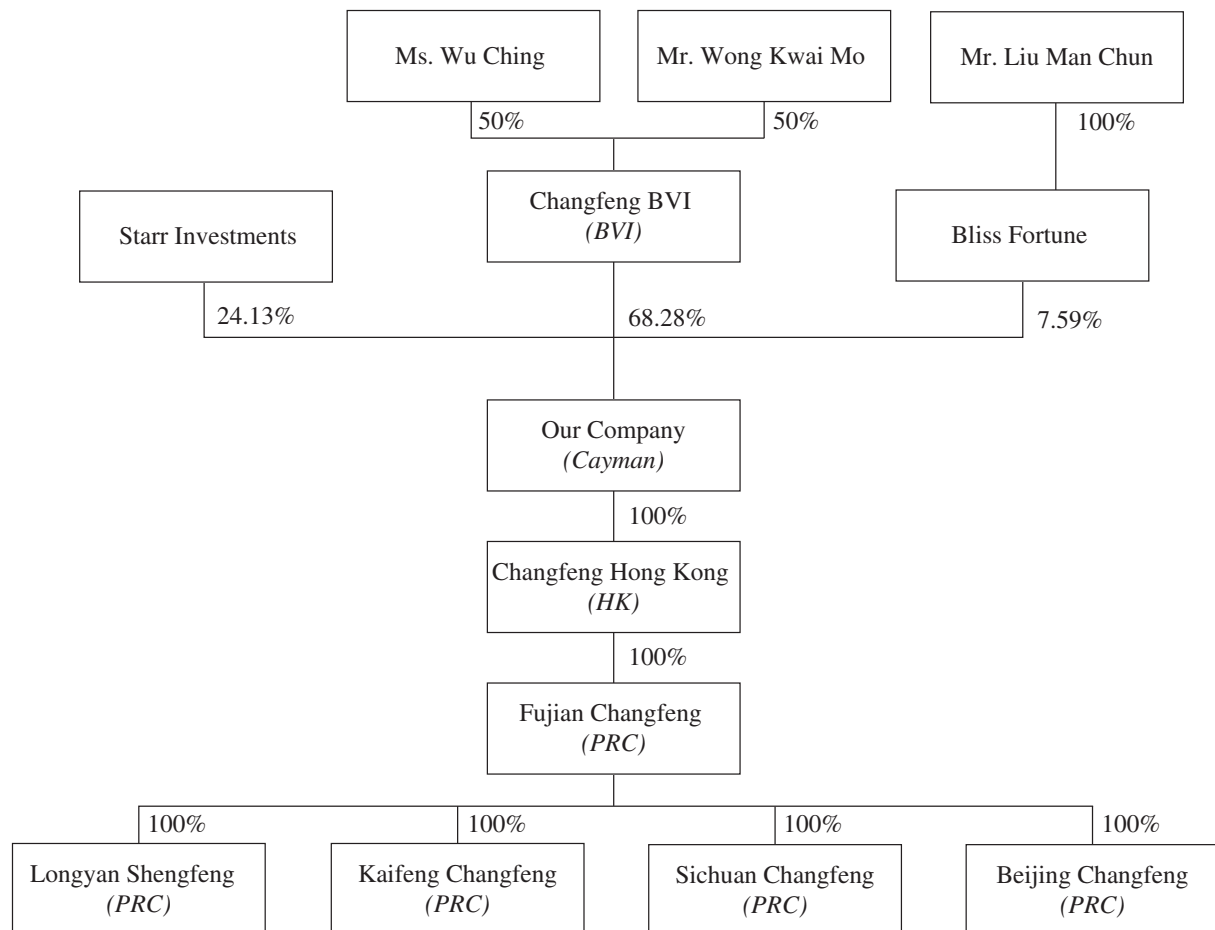 Ms. Wu Ching
Mr. Wong Kwai Mo
Mr. Liu Man Chun
50%
50%
100%
Starr Investments
Changfeng BVI
(BVI)
Bliss Fortune
24.13%
68.28%
7.59%
Our Company
(Cayman)
100%
Changfeng Hong Kong
(HK)
100%
Fujian Changfeng
(PRC)
100%
100%
100%
100%
Longyan Shengfeng
(PRC)
Kaifeng Changfeng
(PRC)
Sichuan Changfeng
(PRC)
Beijing Changfeng
(PRC)